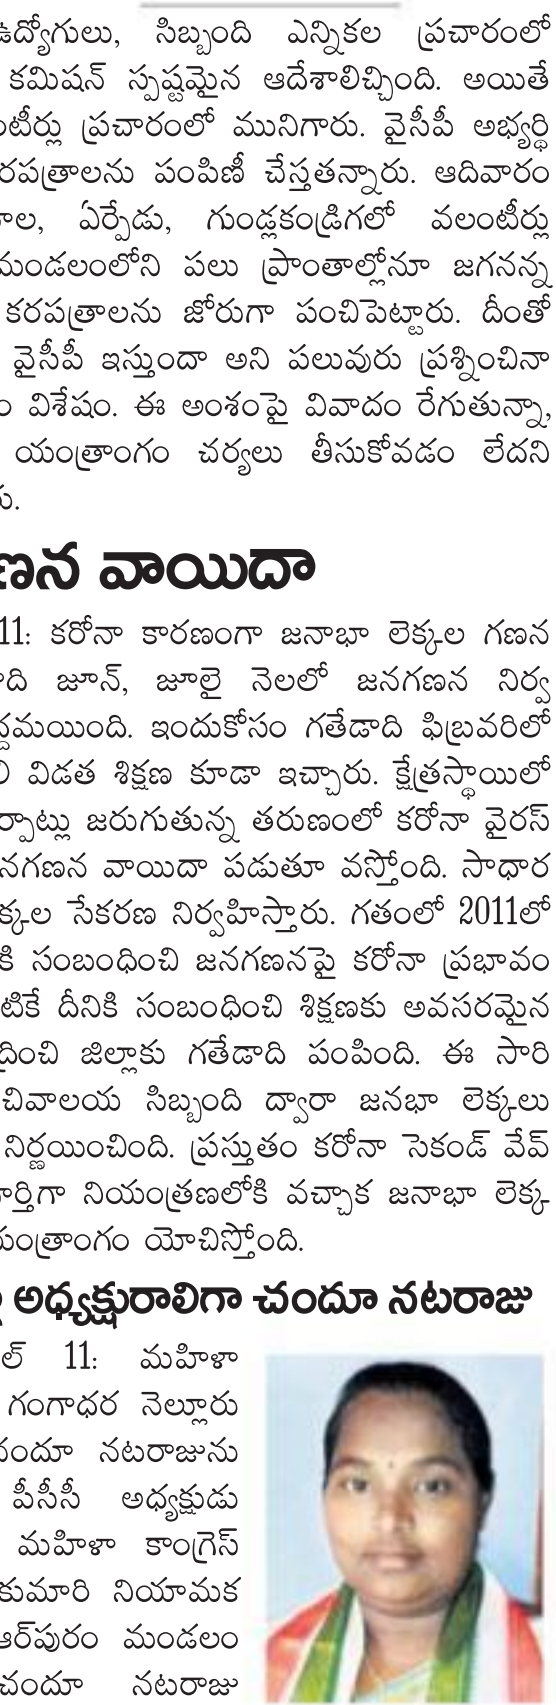 ఉద్యోగులు, సిబ్బంది ఎన్నికల ప్రచారంలో
కమిషన్ స్పష్టమైన ఆదేశాలిచ్చింది. అయితే
ంటీర్లు ప్రచారంలో మునిగారు. వైసీపీ అభ్యర్థి
రపత్రాలను పంపిణీ చేస్తతన్నారు. ఆదివారం
ాల, ఏర్పేడు, గుండ్లకండ్రిగలో వలంటీర్లు
మండలంలోని పలు ప్రాంతాల్లోనూ జగనన్న
కరపత్రాలను జోరుగా పంచిపెట్టారు. దీంతో
వైసీపీ ఇస్తుందా అని పలువురు ప్రశ్నించినా
ం విశేషం. ఈ అంశంపై వివాదం రేగుతున్నా,
యంత్రాంగం చర్యలు తీసుకోవడం లేదని
ు.
ణన వాయిదా
11: కరోనా కారణంగా జనాభా లెక్కల గణన
ాది జూన్, జూలై నెలలో జనగణన నిర్వ
ద్ధమయింది. ఇందుకోసం గతేడాది ఫిబ్రవరిలో
విడత శిక్షణ కూడా ఇచ్చారు. క్షేత్రస్థాయిలో
ర్పాట్లు జరుగుతున్న తరుణంలో కరోనా వైరస్
నగణన వాయిదా పడుతూ వస్తోంది. సాధార
క్కల సేకరణ నిర్వహిస్తారు. గతంలో 2011లో
కి సంబంధించి జనగణనపై కరోనా ప్రభావం
టికే దీనికి సంబంధించి శిక్షణకు అవసరమైన
ద్రించి జిల్లాకు గతేడాది పంపింది. ఈ సారి
చివాలయ సిబ్బంది ద్వారా జనభా లెక్కలు
నిర్ణయించింది. ప్రస్తుతం కరోనా సెకండ్ వేవ్
ార్తిగా నియంత్రణలోకి వచ్చాక జనాభా లెక్క
యంత్రాంగం యోచిస్తోంది.
అధ్యక్షురాలిగా చందూ నటరాజు
ల్ 11: మహిళా
గంగాధర నెల్లూరు
చందూ నటరాజును
పీసీసీ అధ్యక్షుడు
మహిళా కాంగ్రెస్
కుమారి నియామక
ఆర్‌పురం మండలం
చందూ నటరాజు